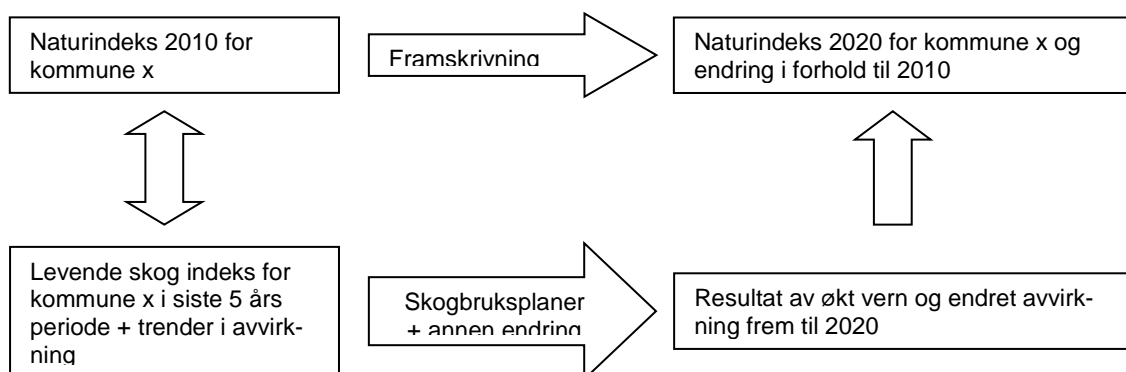 Naturindeks 2010 for
kommune x
Framskrivning
Naturindeks 2020 for kommune x og
endring i forhold til 2010
Levende skog indeks for
kommune x i siste 5 års
periode + trender i avvirk-
ning
Skogbruksplaner
+ annen endring
Resultat av økt vern og endret avvirk-
ning frem til 2020